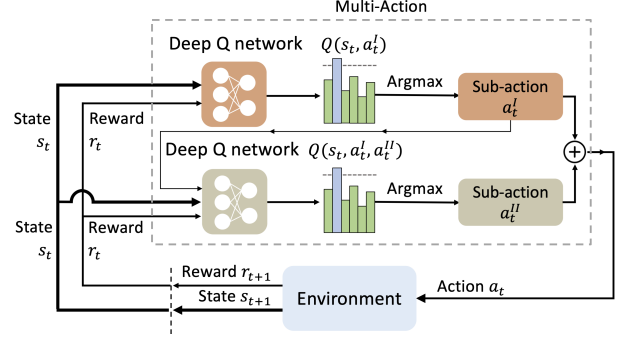 Multi-Action
Deep Q network
Q(s_t, a_t^I)
Argmax
Sub-action
a_t^I
State
s_t
Reward
r_t
Deep Q network
Q(s_t, a_t^I, a_t^{II})
Argmax
Sub-action
a_t^{II}
+
State
s_t
Reward
r_t
Reward r_{t+1}
State s_{t+1}
Environment
Action a_t